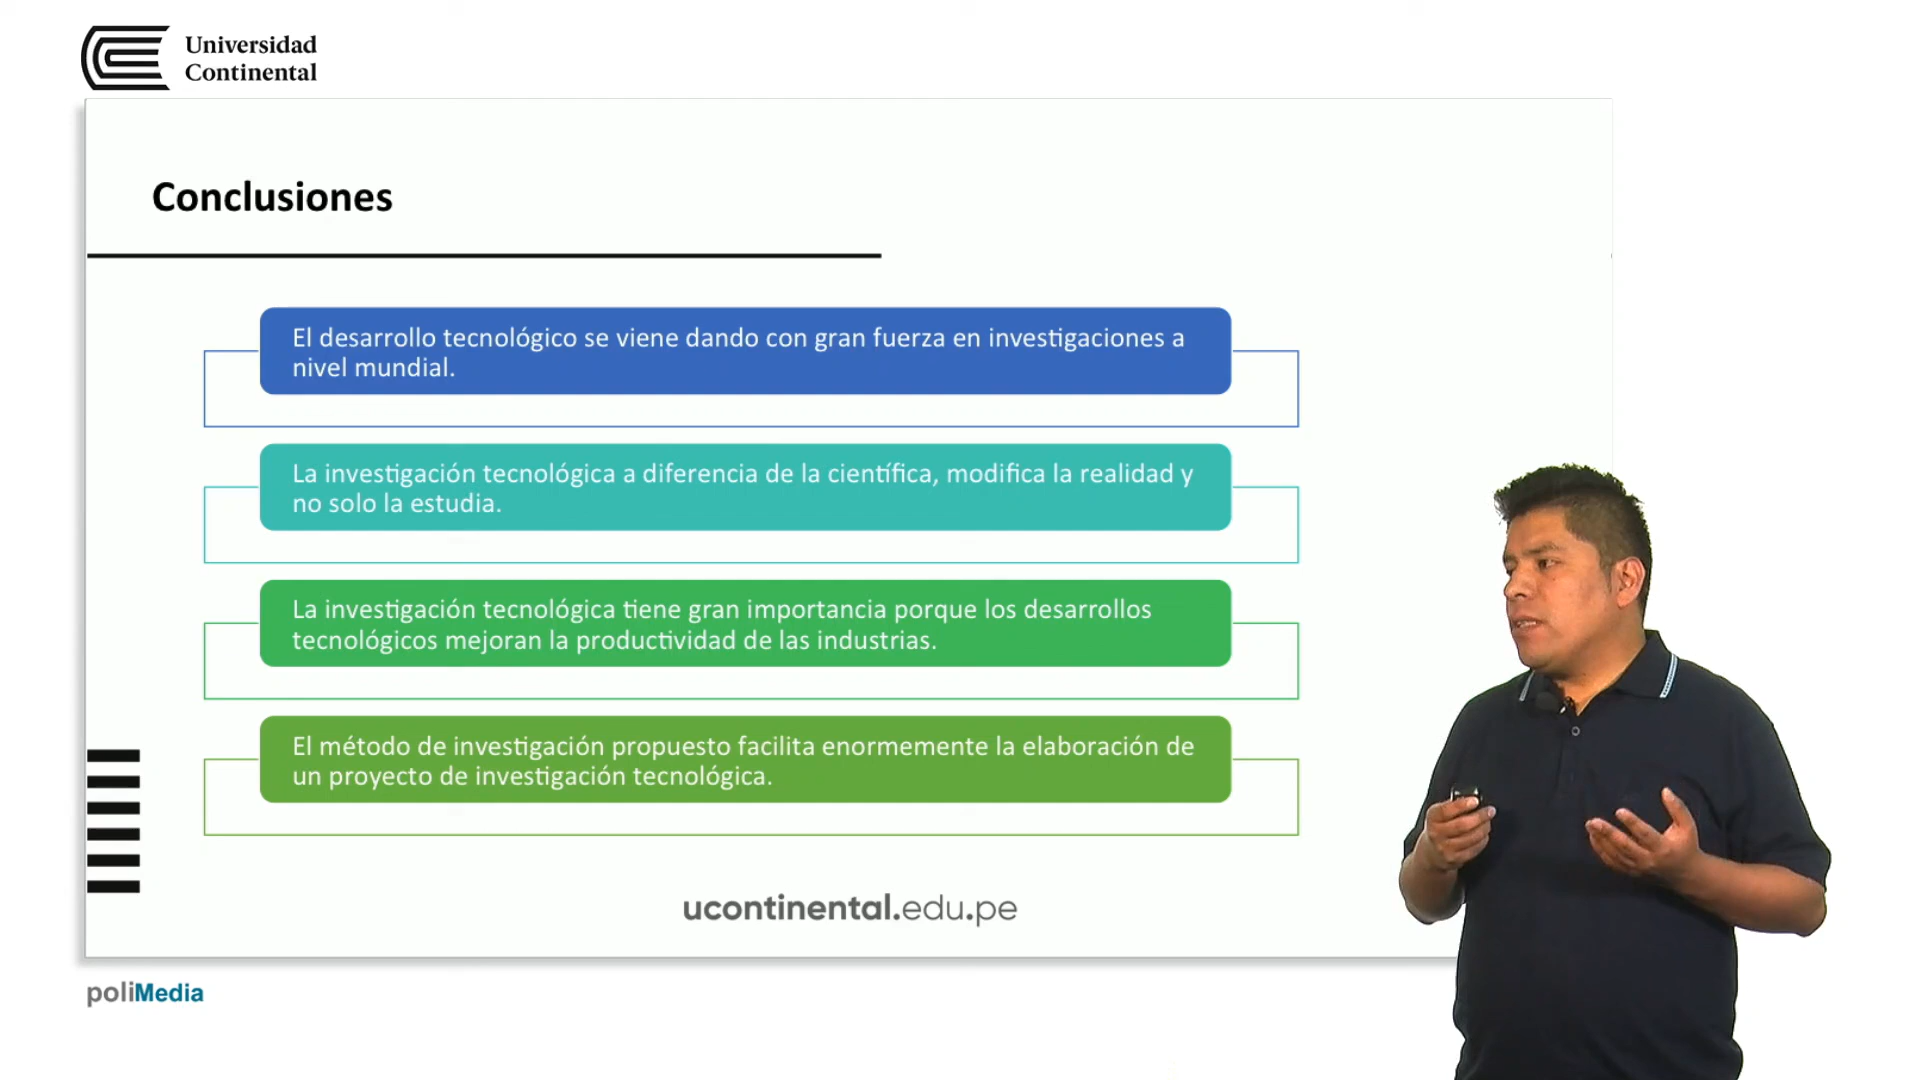 Universidad
Continental
Conclusiones
El desarrollo tecnológico se viene dando con gran fuerza en investigaciones a
nivel mundial.
La investigación tecnológica a diferencia de la científica, modifica la realidad y
no solo la estudia.
La investigación tecnológica tiene gran importancia porque los desarrollos
tecnológicos mejoran la productividad de las industrias.
El método de investigación propuesto facilita enormemente la elaboración de
un proyecto de investigación tecnológica.
ucontinental.edu.pe
poliMedia